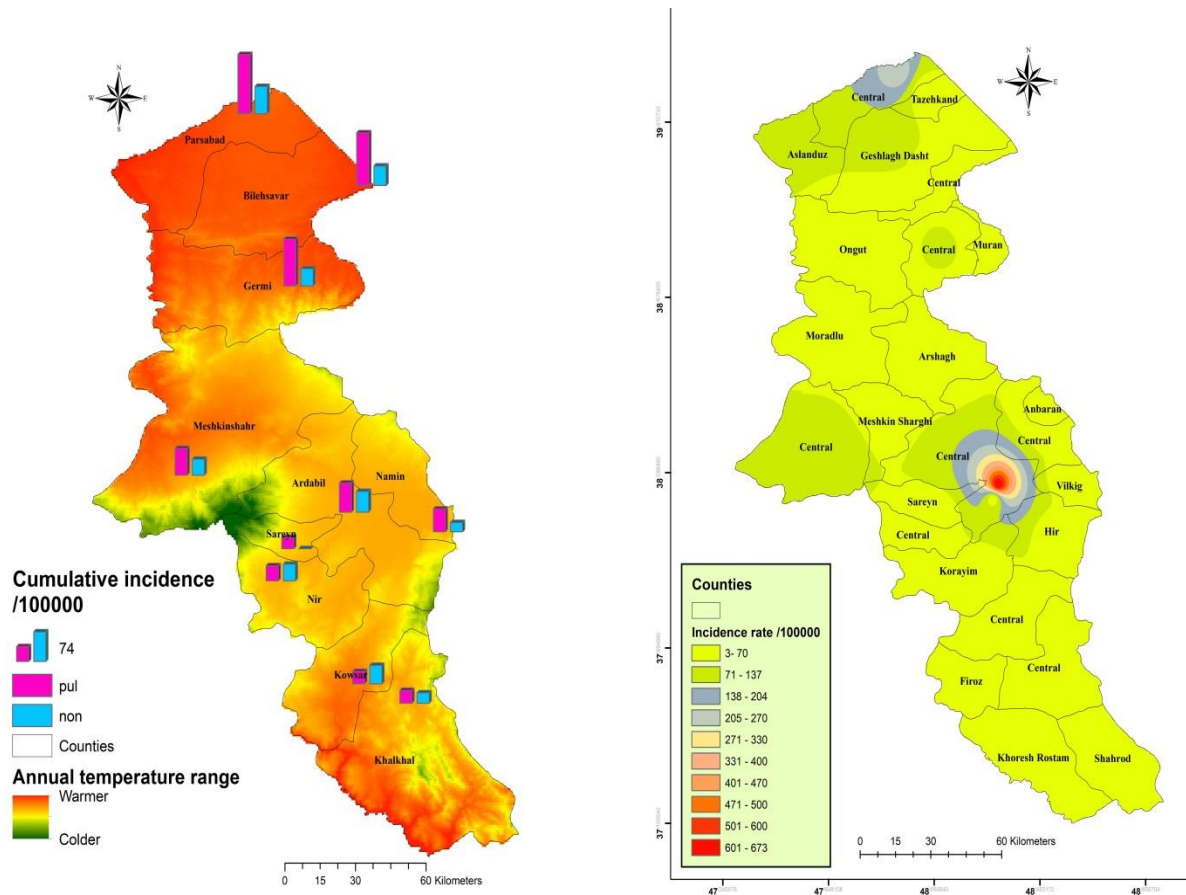 N
W E
S
Parsabad
Bilehsavar
Germi
Meshkinshahr
Ardabil
Namin
Sareyn
Nir
Kowsar
Khalkhal
Cumulative incidence
/100000
74
pul
non
Counties
Annual temperature range
Warmer
Colder
0 30 60 Kilometers
N
W E
S
39
38
38
37
37
Central
Tazehkand
Aslanduz
Geshlagh Dasht
Central
Ongut
Central
Muran
Moradlu
Arshagh
Meshkin Sharghi
Anbaran
Central
Central
Central
Vilkig
Sareyn
Hir
Central
Korayim
Central
Central
Firoz
Khoresh Rostam
Shahrod
Counties
Incidence rate /100000
3- 70
71 - 137
138 - 204
205 - 270
271 - 330
331 - 400
401 - 470
471 - 500
501 - 600
601 - 673
0 30 60 Kilometers
47 47 48 48 48